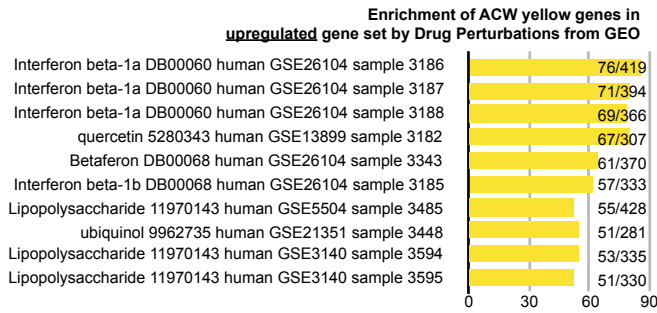 Enrichment of ACW yellow genes in
upregulated gene set by Drug Perturbations from GEO
Interferon beta-1a DB00060 human GSE26104 sample 3186 76/419
Interferon beta-1a DB00060 human GSE26104 sample 3187 71/394
Interferon beta-1a DB00060 human GSE26104 sample 3188 69/366
quercetin 5280343 human GSE13899 sample 3182 67/307
Betaferon DB00068 human GSE26104 sample 3343 61/370
Interferon beta-1b DB00068 human GSE26104 sample 3185 57/333
Lipopolysaccharide 11970143 human GSE5504 sample 3485 55/428
ubiquinol 9962735 human GSE21351 sample 3448 51/281
Lipopolysaccharide 11970143 human GSE3140 sample 3594 53/335
Lipopolysaccharide 11970143 human GSE3140 sample 3595 51/330
0 30 60 90